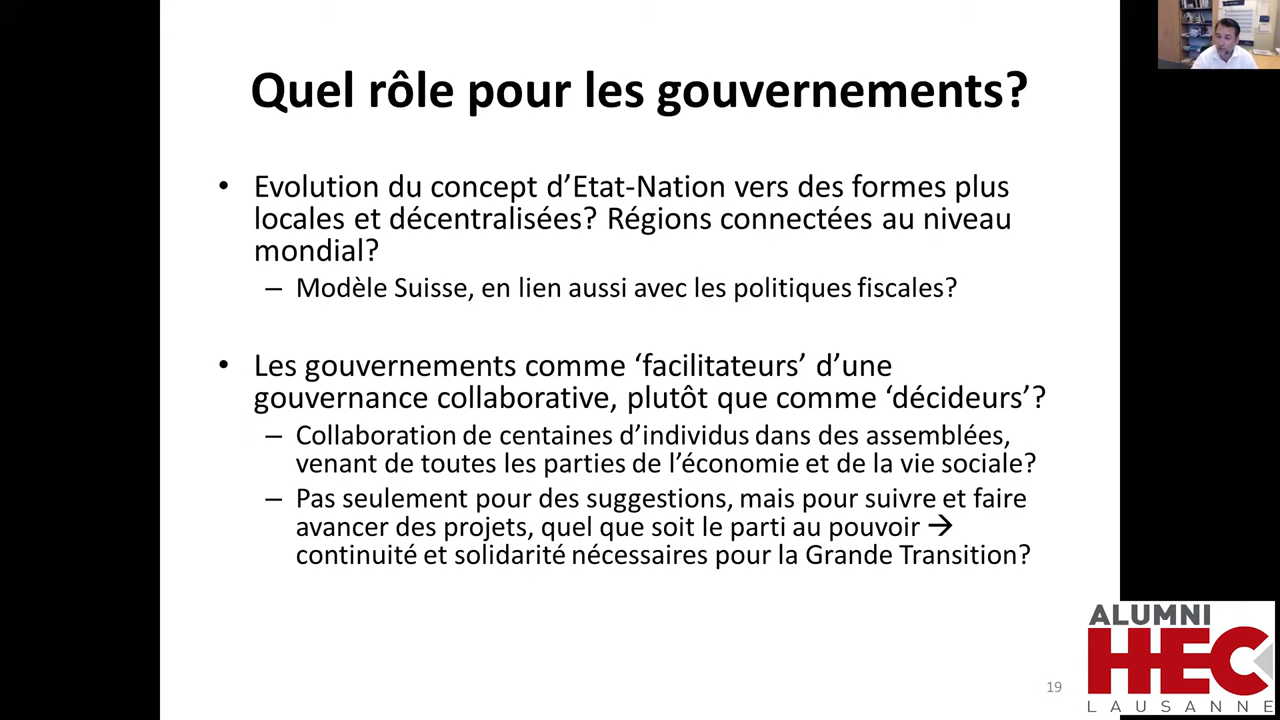 Quel rôle pour les gouvernements?
• Evolution du concept d’Etat-Nation vers des formes plus
locales et décentralisées? Régions connectées au niveau
mondial?
– Modèle Suisse, en lien aussi avec les politiques fiscales?
• Les gouvernements comme ‘facilitateurs’ d’une
gouvernance collaborative, plutôt que comme ‘décideurs’?
– Collaboration de centaines d’individus dans des assemblées,
venant de toutes les parties de l’économie et de la vie sociale?
– Pas seulement pour des suggestions, mais pour suivre et faire
avancer des projets, quel que soit le parti au pouvoir →
continuité et solidarité nécessaires pour la Grande Transition?
19
ALUMNI
HEC
LAUSANNE